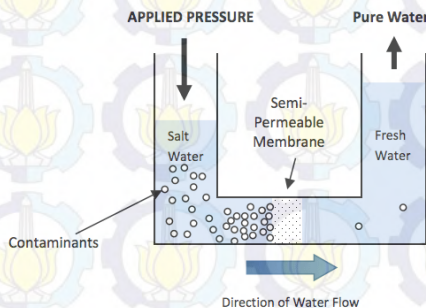 APPLIED PRESSURE
Pure Water
Semi-
Permeable
Membrane
Salt
Water
Fresh
Water
Contaminants
Direction of Water Flow